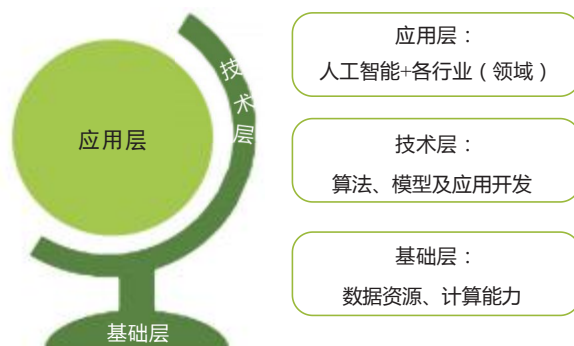 应用层
技术层
基础层
应用层：
人工智能+各行业（领域）
技术层：
算法、模型及应用开发
基础层：
数据资源、计算能力